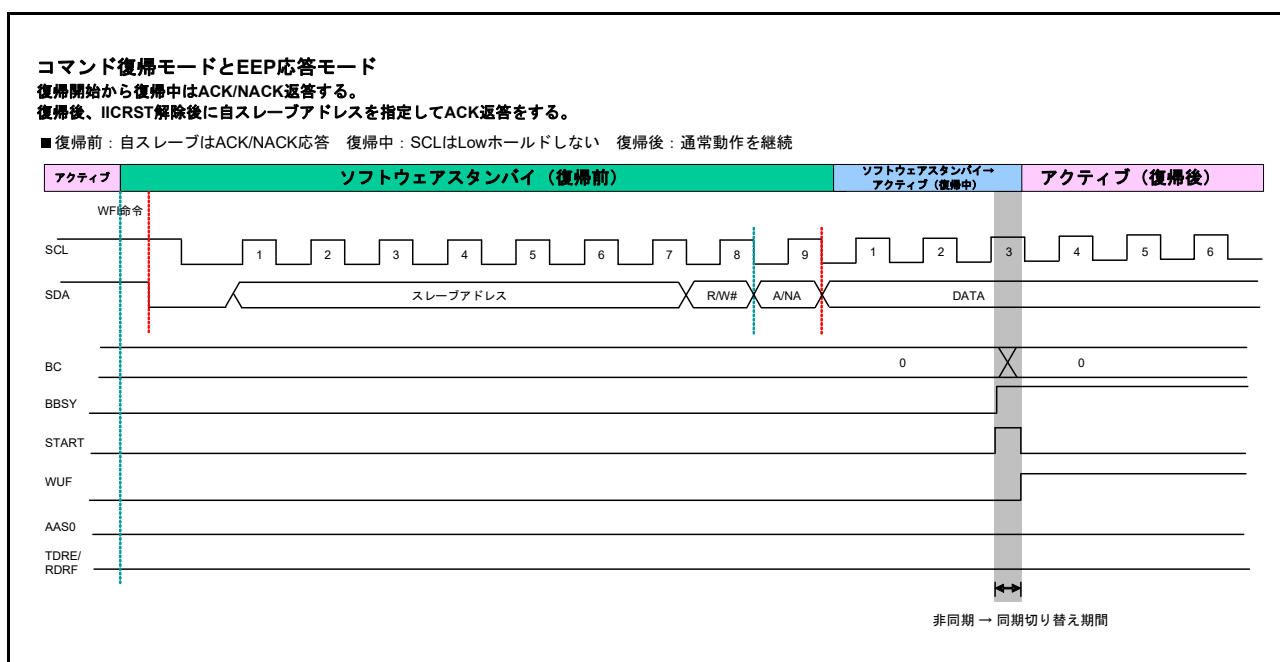 コマンド復帰モードとEEP応答モード
復帰開始から復帰中はACK/NACK返答する。
復帰後、IICRST解除後に自スレーブアドレスを指定してACK返答をする。
■復帰前:自スレーブはACK/NACK応答 復帰中:SCLはLowホールドしない 復帰後:通常動作を継続
アクティブ ソフトウェアスタンバイ(復帰前) ソフトウェアスタンバイ→ アクティブ(復帰後)
アクティブ(復帰中)
WFI命令
SCL 1 2 3 4 5 6 7 8 9 1 2 3 4 5 6
SDA スレーブアドレス R/W# A/NA DATA
BC 0 0
BBSY
START
WUF
AAS0
TDRE/
RDRF
非同期 → 同期切り替え期間